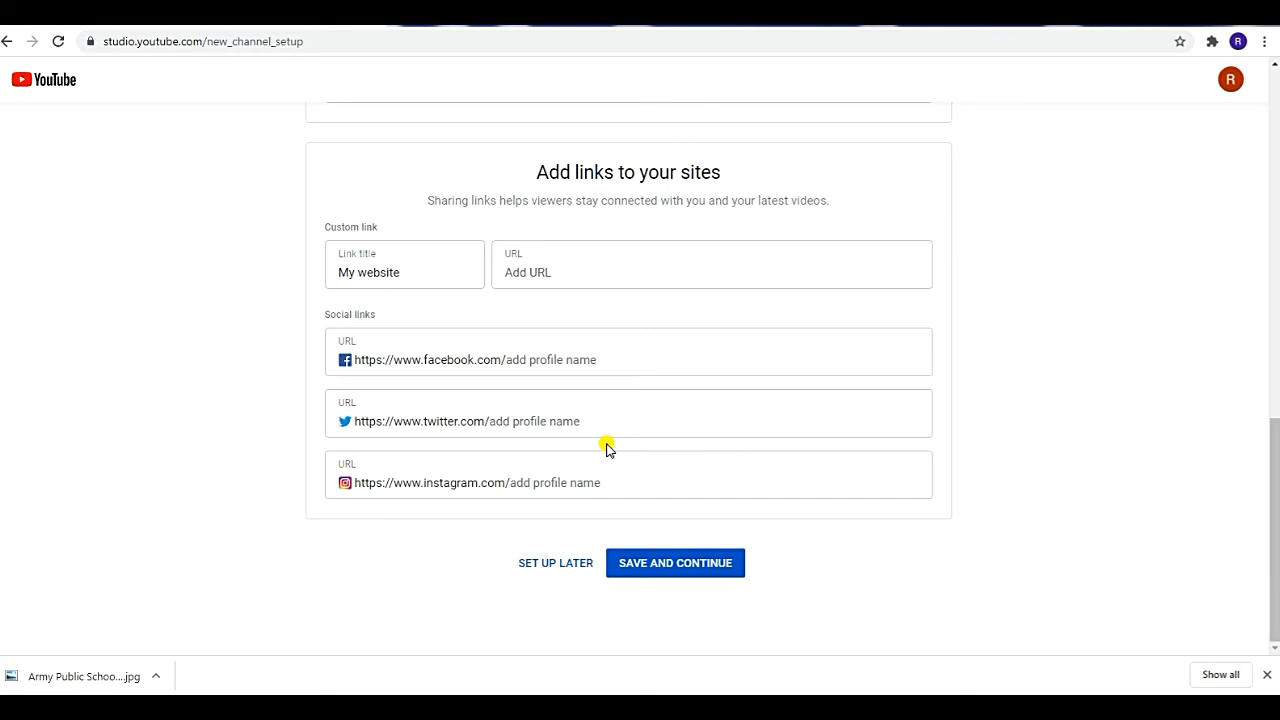 studio.youtube.com/new_channel_setup
R
YouTube
R
Add links to your sites
Sharing links helps viewers stay connected with you and your latest videos.
Custom link
Link title
My website
URL
Add URL
Social links
URL
https://www.facebook.com/add profile name
URL
https://www.twitter.com/add profile name
URL
https://www.instagram.com/add profile name
SET UP LATER
SAVE AND CONTINUE
Army Public Schoo....jpg
Show all